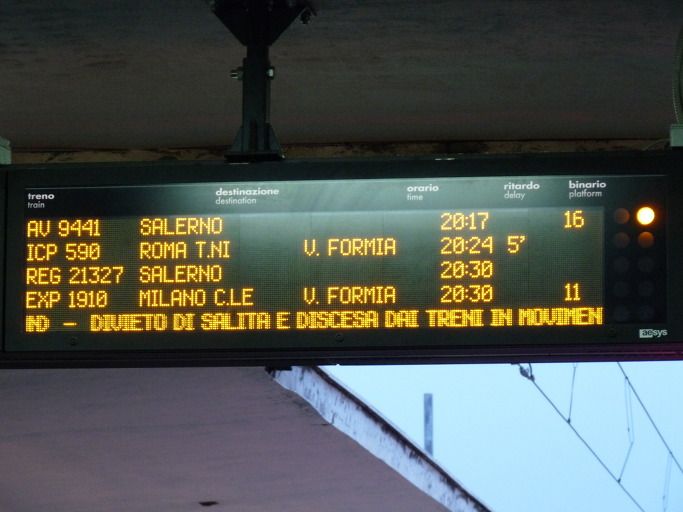 treno destinazione orario ritardo binario
train destination time delay platform
AV 9441 SALERNO 20:17 16
ICP 590 ROMA T.NI V. FORMIA 20:24 5'
REG 21327 SALERNO 20:30
EXP 1910 MILANO C.LE V. FORMIA 20:30 11
- DIVIETO DI SALITA E DISCESA DAI TRENI IN MOVIMEN
aesys